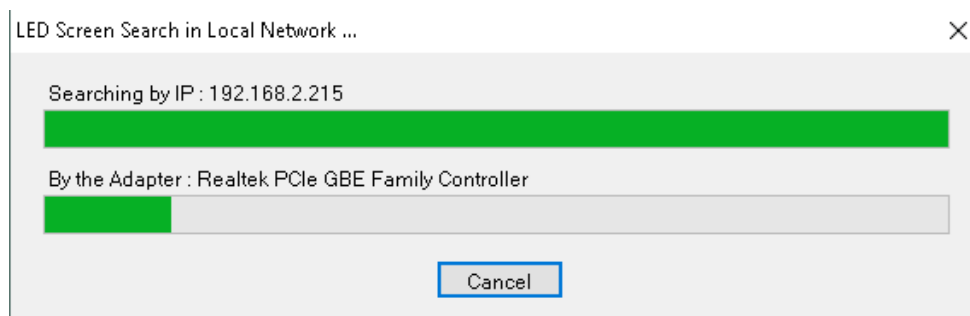 LED Screen Search in Local Network ...
Searching by IP : 192.168.2.215
By the Adapter : Realtek PCIe GBE Family Controller
Cancel